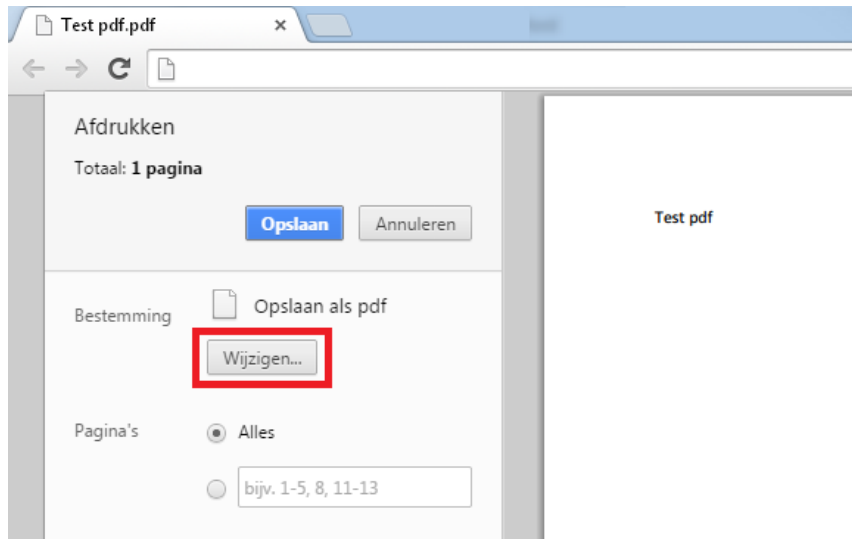 Test pdf.pdf
Afdrukken
Totaal: 1 pagina
Opslaan Annuleren
Bestemming Opslaan als pdf
Wijzigen...
Pagina's Alles
bijv. 1-5, 8, 11-13
Test pdf